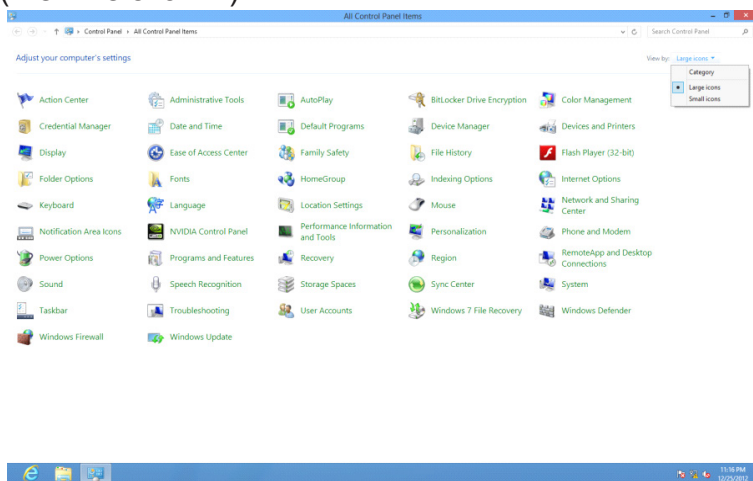 All Control Panel Items
Control Panel ▸ All Control Panel Items
Search Control Panel
Adjust your computer's settings
View by: Large icons
Category
Large icons
Small icons
Action Center
Administrative Tools
AutoPlay
BitLocker Drive Encryption
Color Management
Credential Manager
Date and Time
Default Programs
Device Manager
Devices and Printers
Display
Ease of Access Center
Family Safety
File History
Flash Player (32-bit)
Folder Options
Fonts
HomeGroup
Indexing Options
Internet Options
Keyboard
Language
Location Settings
Mouse
Network and Sharing
Center
Notification Area Icons
NVIDIA Control Panel
Performance Information
and Tools
Personalization
Phone and Modem
Power Options
Programs and Features
Recovery
Region
RemoteApp and Desktop
Connections
Sound
Speech Recognition
Storage Spaces
Sync Center
System
Taskbar
Troubleshooting
User Accounts
Windows 7 File Recovery
Windows Defender
Windows Firewall
Windows Update
11:16 PM
12/25/2012